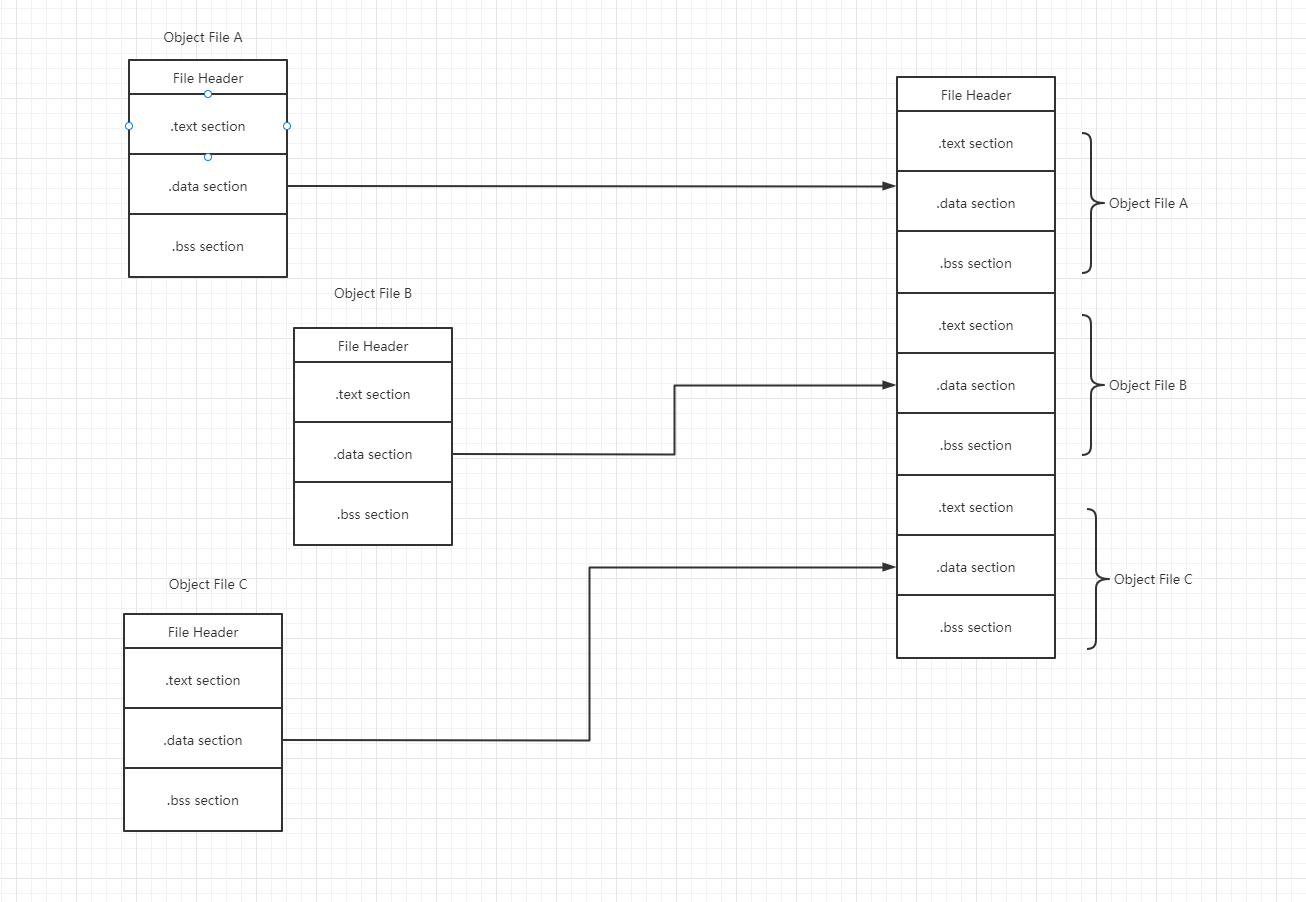 Object File A
File Header
.text section
.data section
.bss section
Object File B
File Header
.text section
.data section
.bss section
Object File C
File Header
.text section
.data section
.bss section
File Header
.text section
.data section
.bss section
.text section
.data section
.bss section
.text section
.data section
.bss section
Object File A
Object File B
Object File C